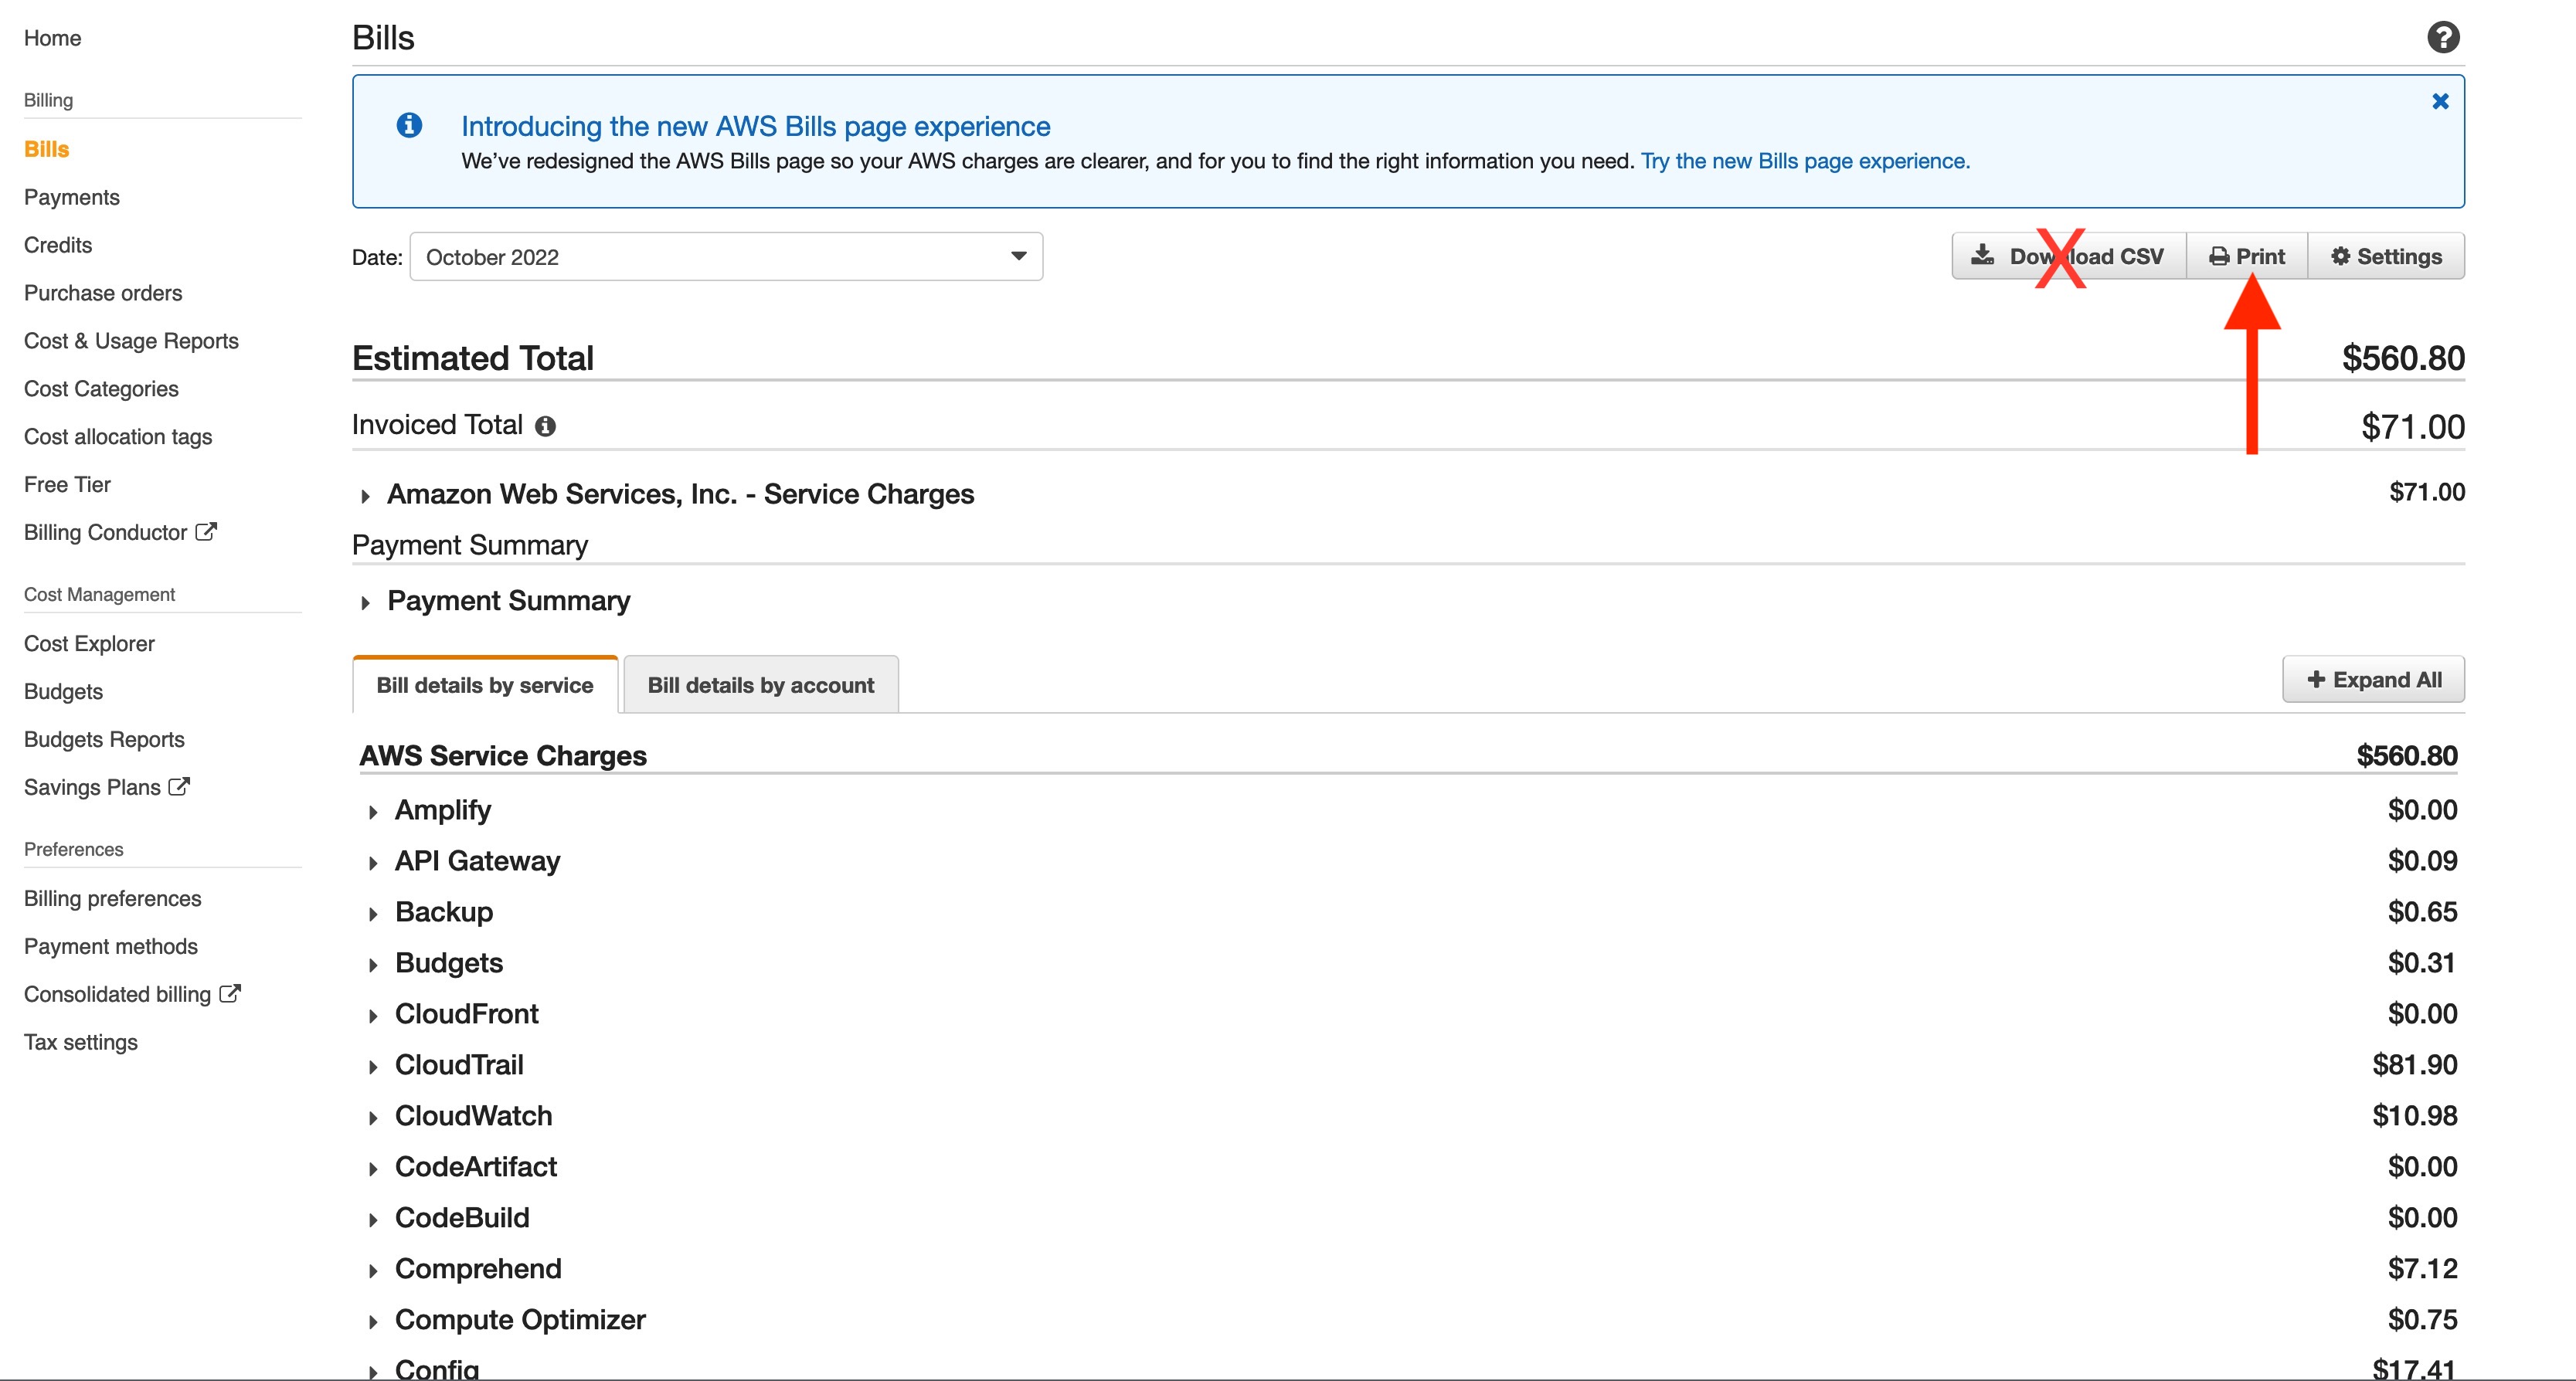 Home
Billing
Bills
Payments
Credits
Purchase orders
Cost & Usage Reports
Cost Categories
Cost allocation tags
Free Tier
Billing Conductor
Cost Management
Cost Explorer
Budgets
Budgets Reports
Savings Plans
Preferences
Billing preferences
Payment methods
Consolidated billing
Tax settings
Bills
Introducing the new AWS Bills page experience
We've redesigned the AWS Bills page so your AWS charges are clearer, and for you to find the right information you need. Try the new Bills page experience.
Date: October 2022
Download CSV Print Settings
X
Estimated Total $560.80
Invoiced Total $71.00
Amazon Web Services, Inc. - Service Charges $71.00
Payment Summary
Payment Summary
Bill details by service Bill details by account Expand All
AWS Service Charges $560.80
Amplify $0.00
API Gateway $0.09
Backup $0.65
Budgets $0.31
CloudFront $0.00
CloudTrail $81.90
CloudWatch $10.98
CodeArtifact $0.00
CodeBuild $0.00
Comprehend $7.12
Compute Optimizer $0.75
Config $17.41